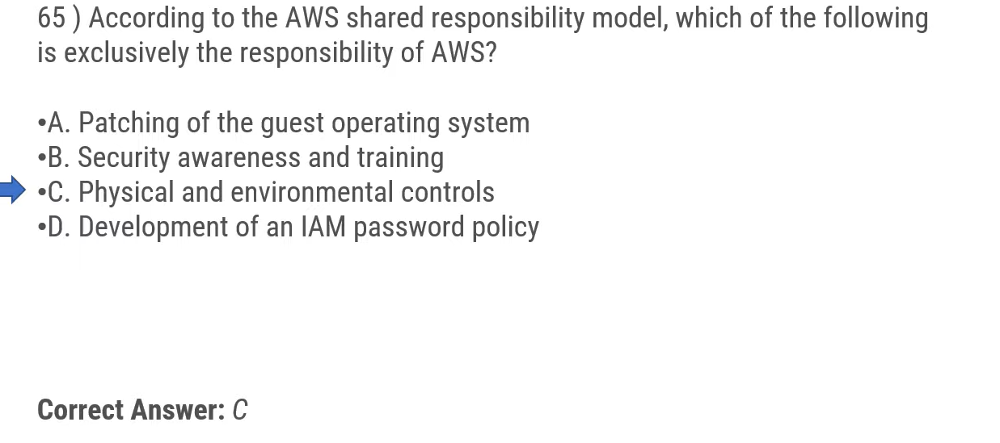 65 ) According to the AWS shared responsibility model, which of the following
is exclusively the responsibility of AWS?
•A. Patching of the guest operating system
•B. Security awareness and training
•C. Physical and environmental controls
•D. Development of an IAM password policy
Correct Answer: C